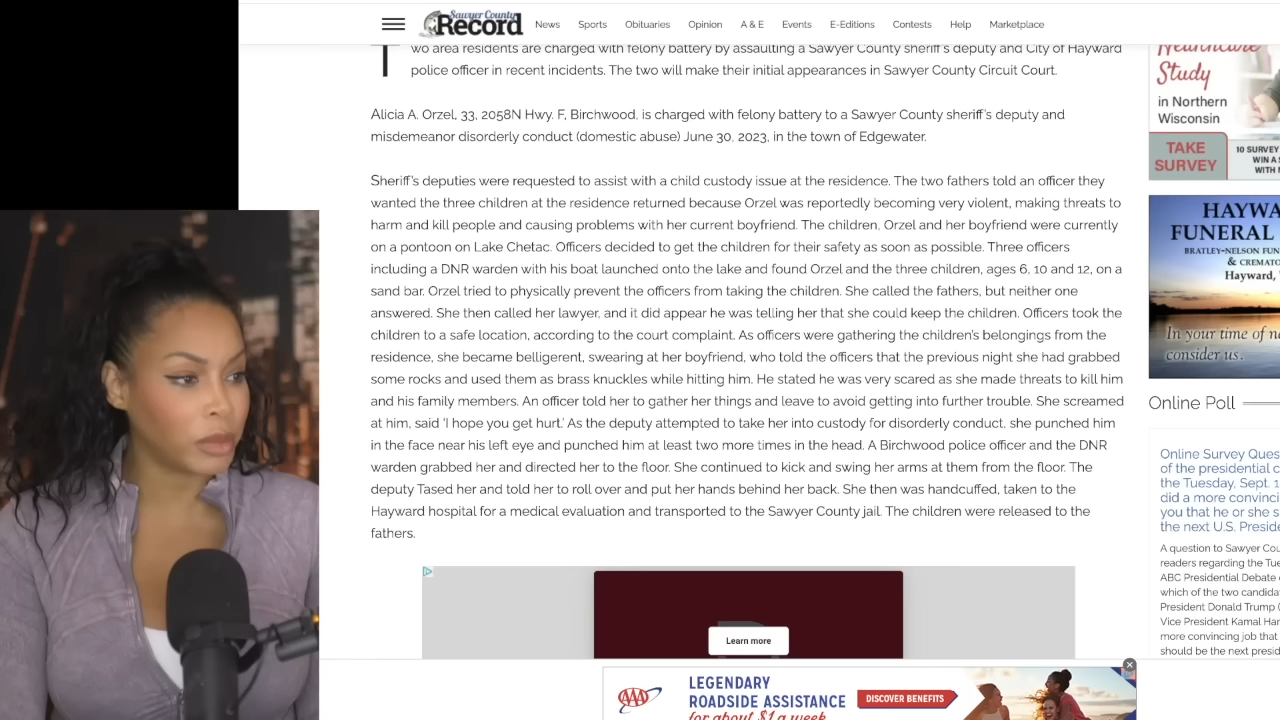 Sawyer County
Record
News
Sports
Obituaries
Opinion
A & E
Events
E-Editions
Contests
Help
Marketplace
Two area residents are charged with felony battery by assaulting a Sawyer County sheriff's deputy and City of Hayward
police officer in recent incidents. The two will make their initial appearances in Sawyer County Circuit Court.
Alicia A. Orzel, 33, 2058N Hwy. F, Birchwood, is charged with felony battery to a Sawyer County sheriff's deputy and
misdemeanor disorderly conduct (domestic abuse) June 30, 2023, in the town of Edgewater.
Sheriff's deputies were requested to assist with a child custody issue at the residence. The two fathers told an officer they
wanted the three children at the residence returned because Orzel was reportedly becoming very violent, making threats to
harm and kill people and causing problems with her current boyfriend. The children, Orzel and her boyfriend were currently
on a pontoon on Lake Chetac. Officers decided to get the children for their safety as soon as possible. Three officers
including a DNR warden with his boat launched onto the lake and found Orzel and the three children, ages 6, 10 and 12, on a
sand bar. Orzel tried to physically prevent the officers from taking the children. She called the fathers, but neither one
answered. She then called her lawyer, and it did appear he was telling her that she could keep the children. Officers took the
children to a safe location, according to the court complaint. As officers were gathering the children's belongings from the
residence, she became belligerent, swearing at her boyfriend, who told the officers that the previous night she had grabbed
some rocks and used them as brass knuckles while hitting him. He stated he was very scared as she made threats to kill him
and his family members. An officer told her to gather her things and leave to avoid getting into further trouble. She screamed
at him, said 'I hope you get hurt.' As the deputy attempted to take her into custody for disorderly conduct, she punched him
in the face near his left eye and punched him at least two more times in the head. A Birchwood police officer and the DNR
warden grabbed her and directed her to the floor. She continued to kick and swing her arms at them from the floor. The
deputy Tased her and told her to roll over and put her hands behind her back. She then was handcuffed, taken to the
Hayward hospital for a medical evaluation and transported to the Sawyer County jail. The children were released to the
fathers.
Learn more
LEGENDARY
ROADSIDE ASSISTANCE
for about $1 a week
AAA
DISCOVER BENEFITS
Healthcare
Study
in Northern
Wisconsin
TAKE
SURVEY
10 SURVEY
WIN A
WITH
HAYWA
FUNERAL
BRATLEY-NELSON FUN
& CREMATO
Hayward,
In your time of ne
consider us.
Online Poll
Online Survey Ques
of the presidential c
the Tuesday, Sept. 1
did a more convinci
you that he or she s
the next U.S. Preside
A question to Sawyer Cou
readers regarding the Tue
ABC Presidential Debate
which of the two candida
President Donald Trump (
Vice President Kamal Har
more convincing job that
should be the next presid